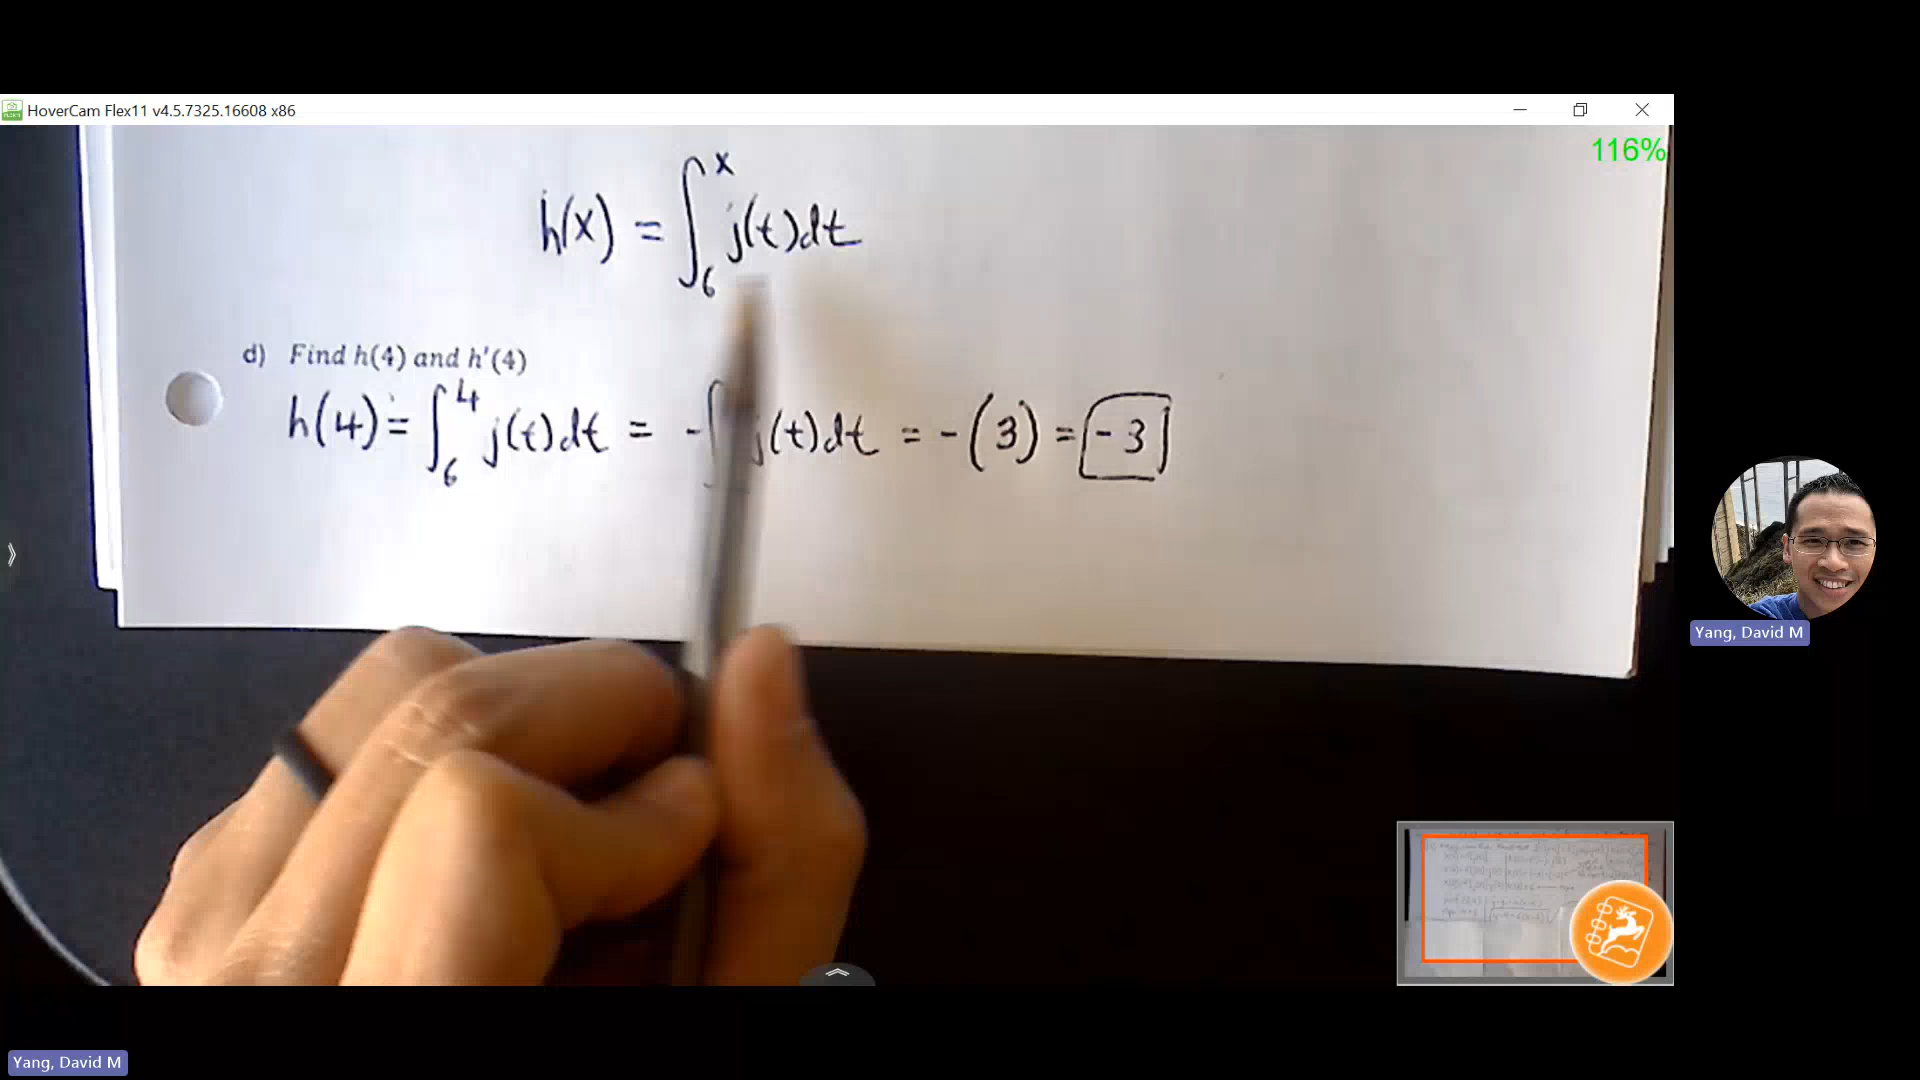 HoverCam Flex11 v4.5.7325.16608 x86
116%
h(x) = ∫₆ˣ j(t)dt
d) Find h(4) and h'(4)
h(4) = ∫₆⁴ j(t)dt = -∫ j(t)dt = -(3) = -3
Yang, David M
Yang, David M